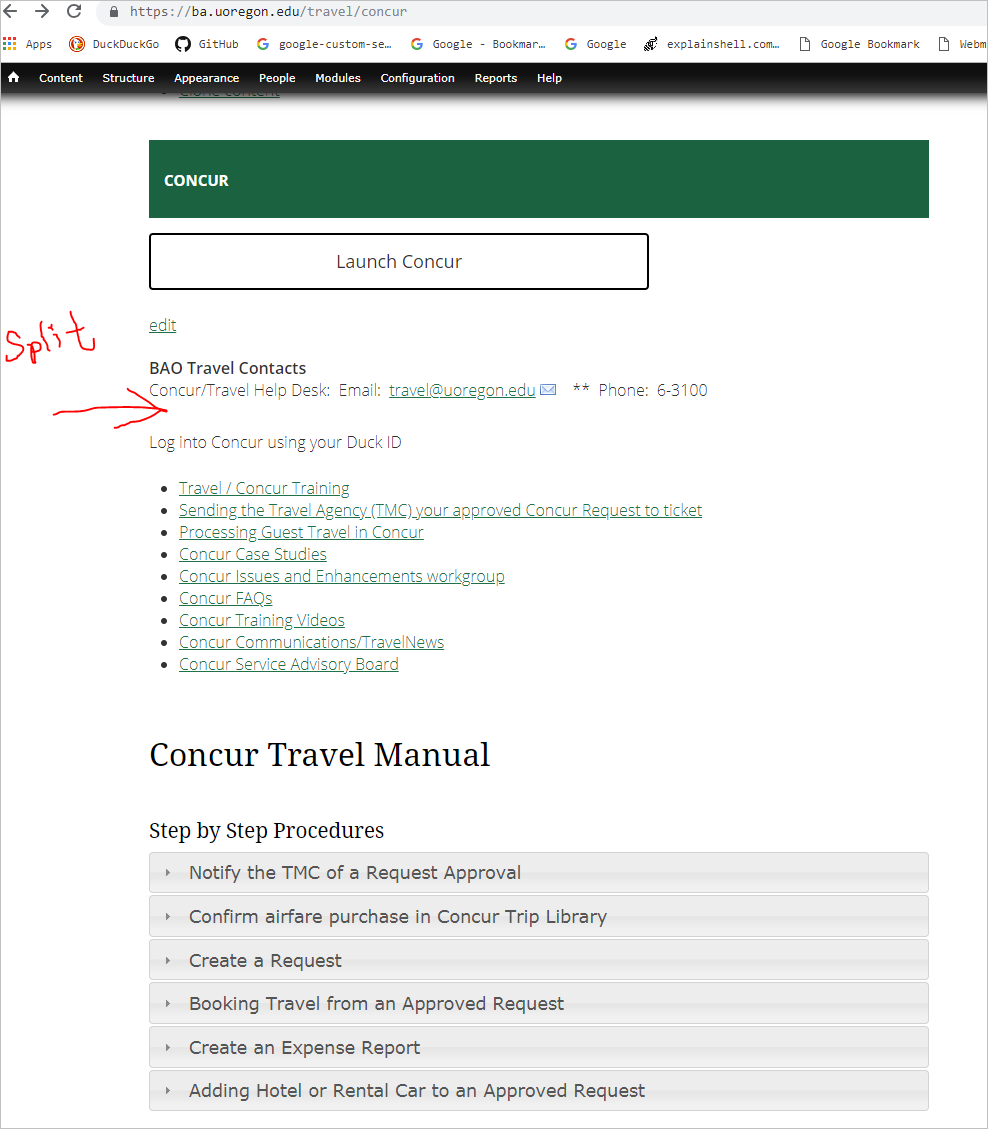 https://ba.uoregon.edu/travel/concur
Apps DuckDuckGo GitHub google-custom-se... Google - Bookmar... Google explainshell.com... Google Bookmark Webm
Content Structure Appearance People Modules Configuration Reports Help
Clone content
CONCUR
Launch Concur
edit
Split
BAO Travel Contacts
Concur/Travel Help Desk: Email: travel@uoregon.edu ** Phone: 6-3100
Log into Concur using your Duck ID
Travel / Concur Training
Sending the Travel Agency (TMC) your approved Concur Request to ticket
Processing Guest Travel in Concur
Concur Case Studies
Concur Issues and Enhancements workgroup
Concur FAQs
Concur Training Videos
Concur Communications/TravelNews
Concur Service Advisory Board
Concur Travel Manual
Step by Step Procedures
Notify the TMC of a Request Approval
Confirm airfare purchase in Concur Trip Library
Create a Request
Booking Travel from an Approved Request
Create an Expense Report
Adding Hotel or Rental Car to an Approved Request